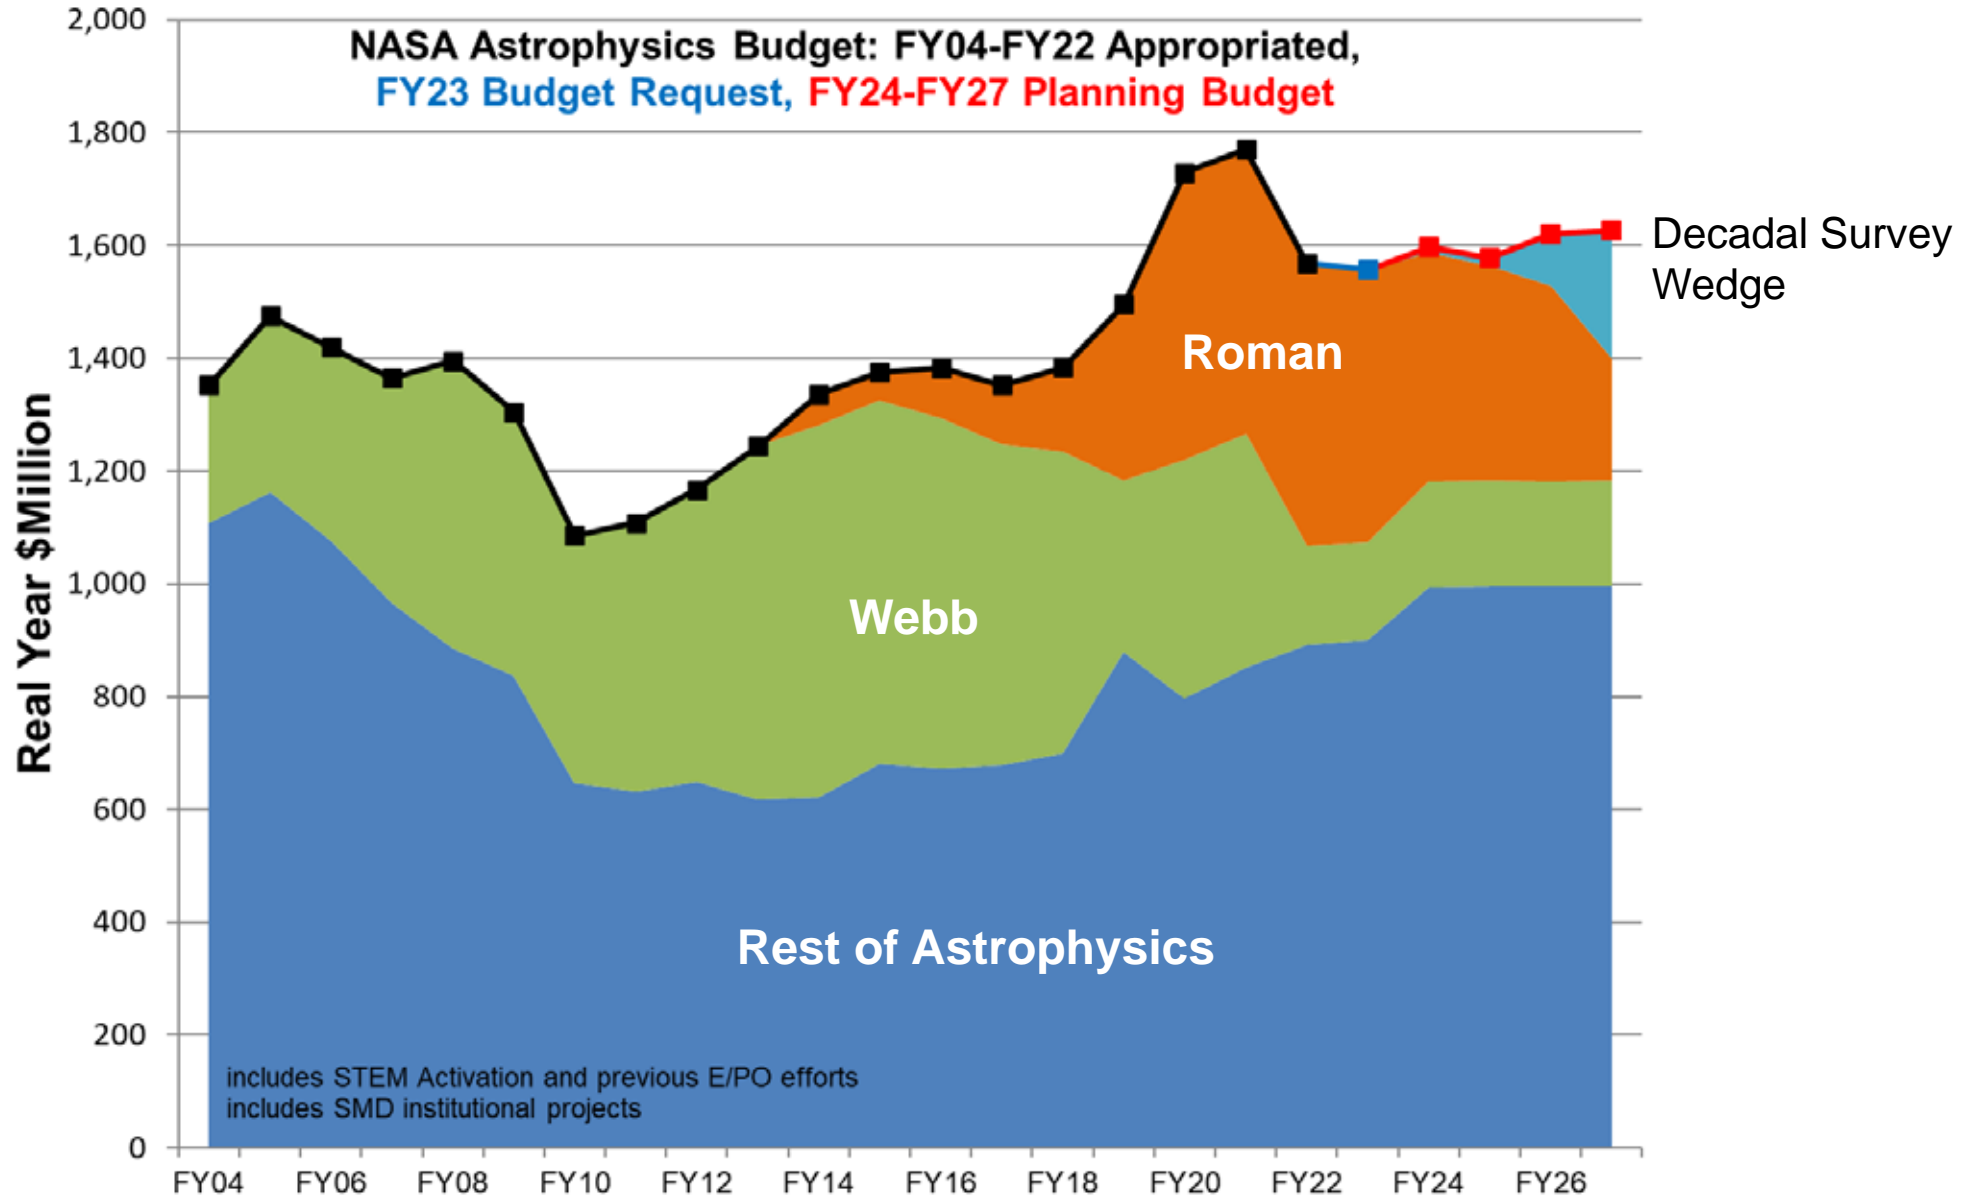 NASA Astrophysics Budget: FY04-FY22 Appropriated,
FY23 Budget Request, FY24-FY27 Planning Budget
Real Year $Million
2,000
1,800
1,600
1,400
1,200
1,000
800
600
400
200
0
Decadal Survey
Wedge
Roman
Webb
Rest of Astrophysics
includes STEM Activation and previous E/PO efforts
includes SMD institutional projects
FY04 FY06 FY08 FY10 FY12 FY14 FY16 FY18 FY20 FY22 FY24 FY26